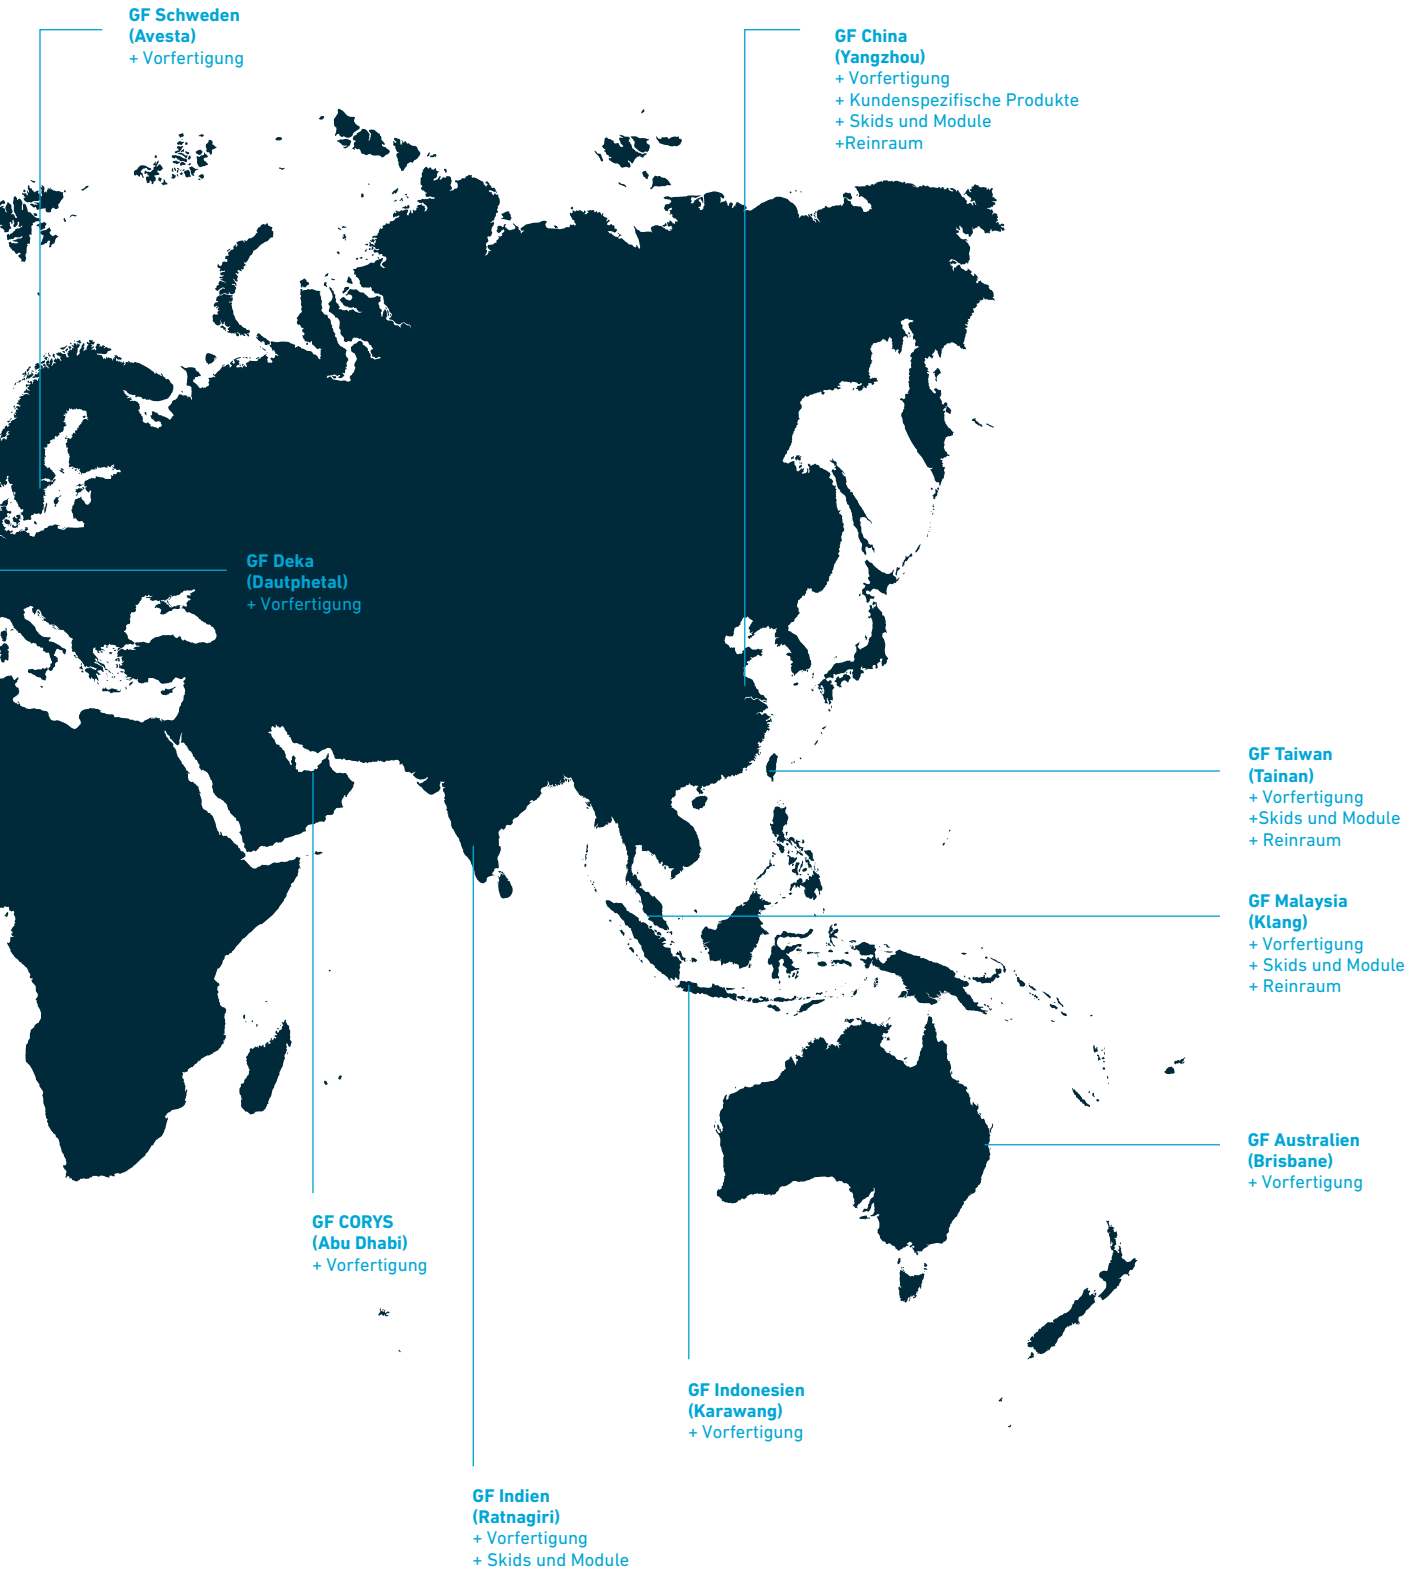 GF Schweden
(Avesta)
+ Vorfertigung
GF China
(Yangzhou)
+ Vorfertigung
+ Kundenspezifische Produkte
+ Skids und Module
+Reinraum
GF Deka
(Dautphetal)
+ Vorfertigung
GF Taiwan
(Tainan)
+ Vorfertigung
+Skids und Module
+ Reinraum
GF Malaysia
(Klang)
+ Vorfertigung
+ Skids und Module
+ Reinraum
GF Australien
(Brisbane)
+ Vorfertigung
GF CORYS
(Abu Dhabi)
+ Vorfertigung
GF Indonesien
(Karawang)
+ Vorfertigung
GF Indien
(Ratnagiri)
+ Vorfertigung
+ Skids und Module